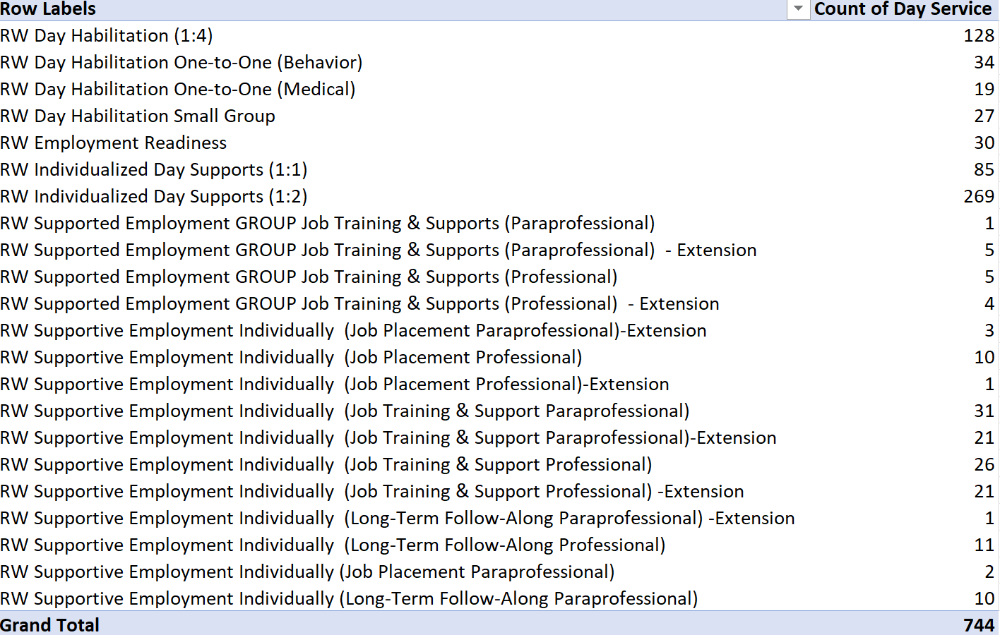 Row Labels Count of Day Service
RW Day Habilitation (1:4) 128
RW Day Habilitation One-to-One (Behavior) 34
RW Day Habilitation One-to-One (Medical) 19
RW Day Habilitation Small Group 27
RW Employment Readiness 30
RW Individualized Day Supports (1:1) 85
RW Individualized Day Supports (1:2) 269
RW Supported Employment GROUP Job Training & Supports (Paraprofessional) 1
RW Supported Employment GROUP Job Training & Supports (Paraprofessional)  - Extension 5
RW Supported Employment GROUP Job Training & Supports (Professional) 5
RW Supported Employment GROUP Job Training & Supports (Professional)  - Extension 4
RW Supportive Employment Individually  (Job Placement Paraprofessional)-Extension 3
RW Supportive Employment Individually  (Job Placement Professional) 10
RW Supportive Employment Individually  (Job Placement Professional)-Extension 1
RW Supportive Employment Individually  (Job Training & Support Paraprofessional) 31
RW Supportive Employment Individually  (Job Training & Support Paraprofessional)-Extension 21
RW Supportive Employment Individually  (Job Training & Support Professional) 26
RW Supportive Employment Individually  (Job Training & Support Professional) -Extension 21
RW Supportive Employment Individually  (Long-Term Follow-Along Paraprofessional) -Extension 1
RW Supportive Employment Individually  (Long-Term Follow-Along Professional) 11
RW Supportive Employment Individually (Job Placement Paraprofessional) 2
RW Supportive Employment Individually (Long-Term Follow-Along Paraprofessional) 10
Grand Total 744